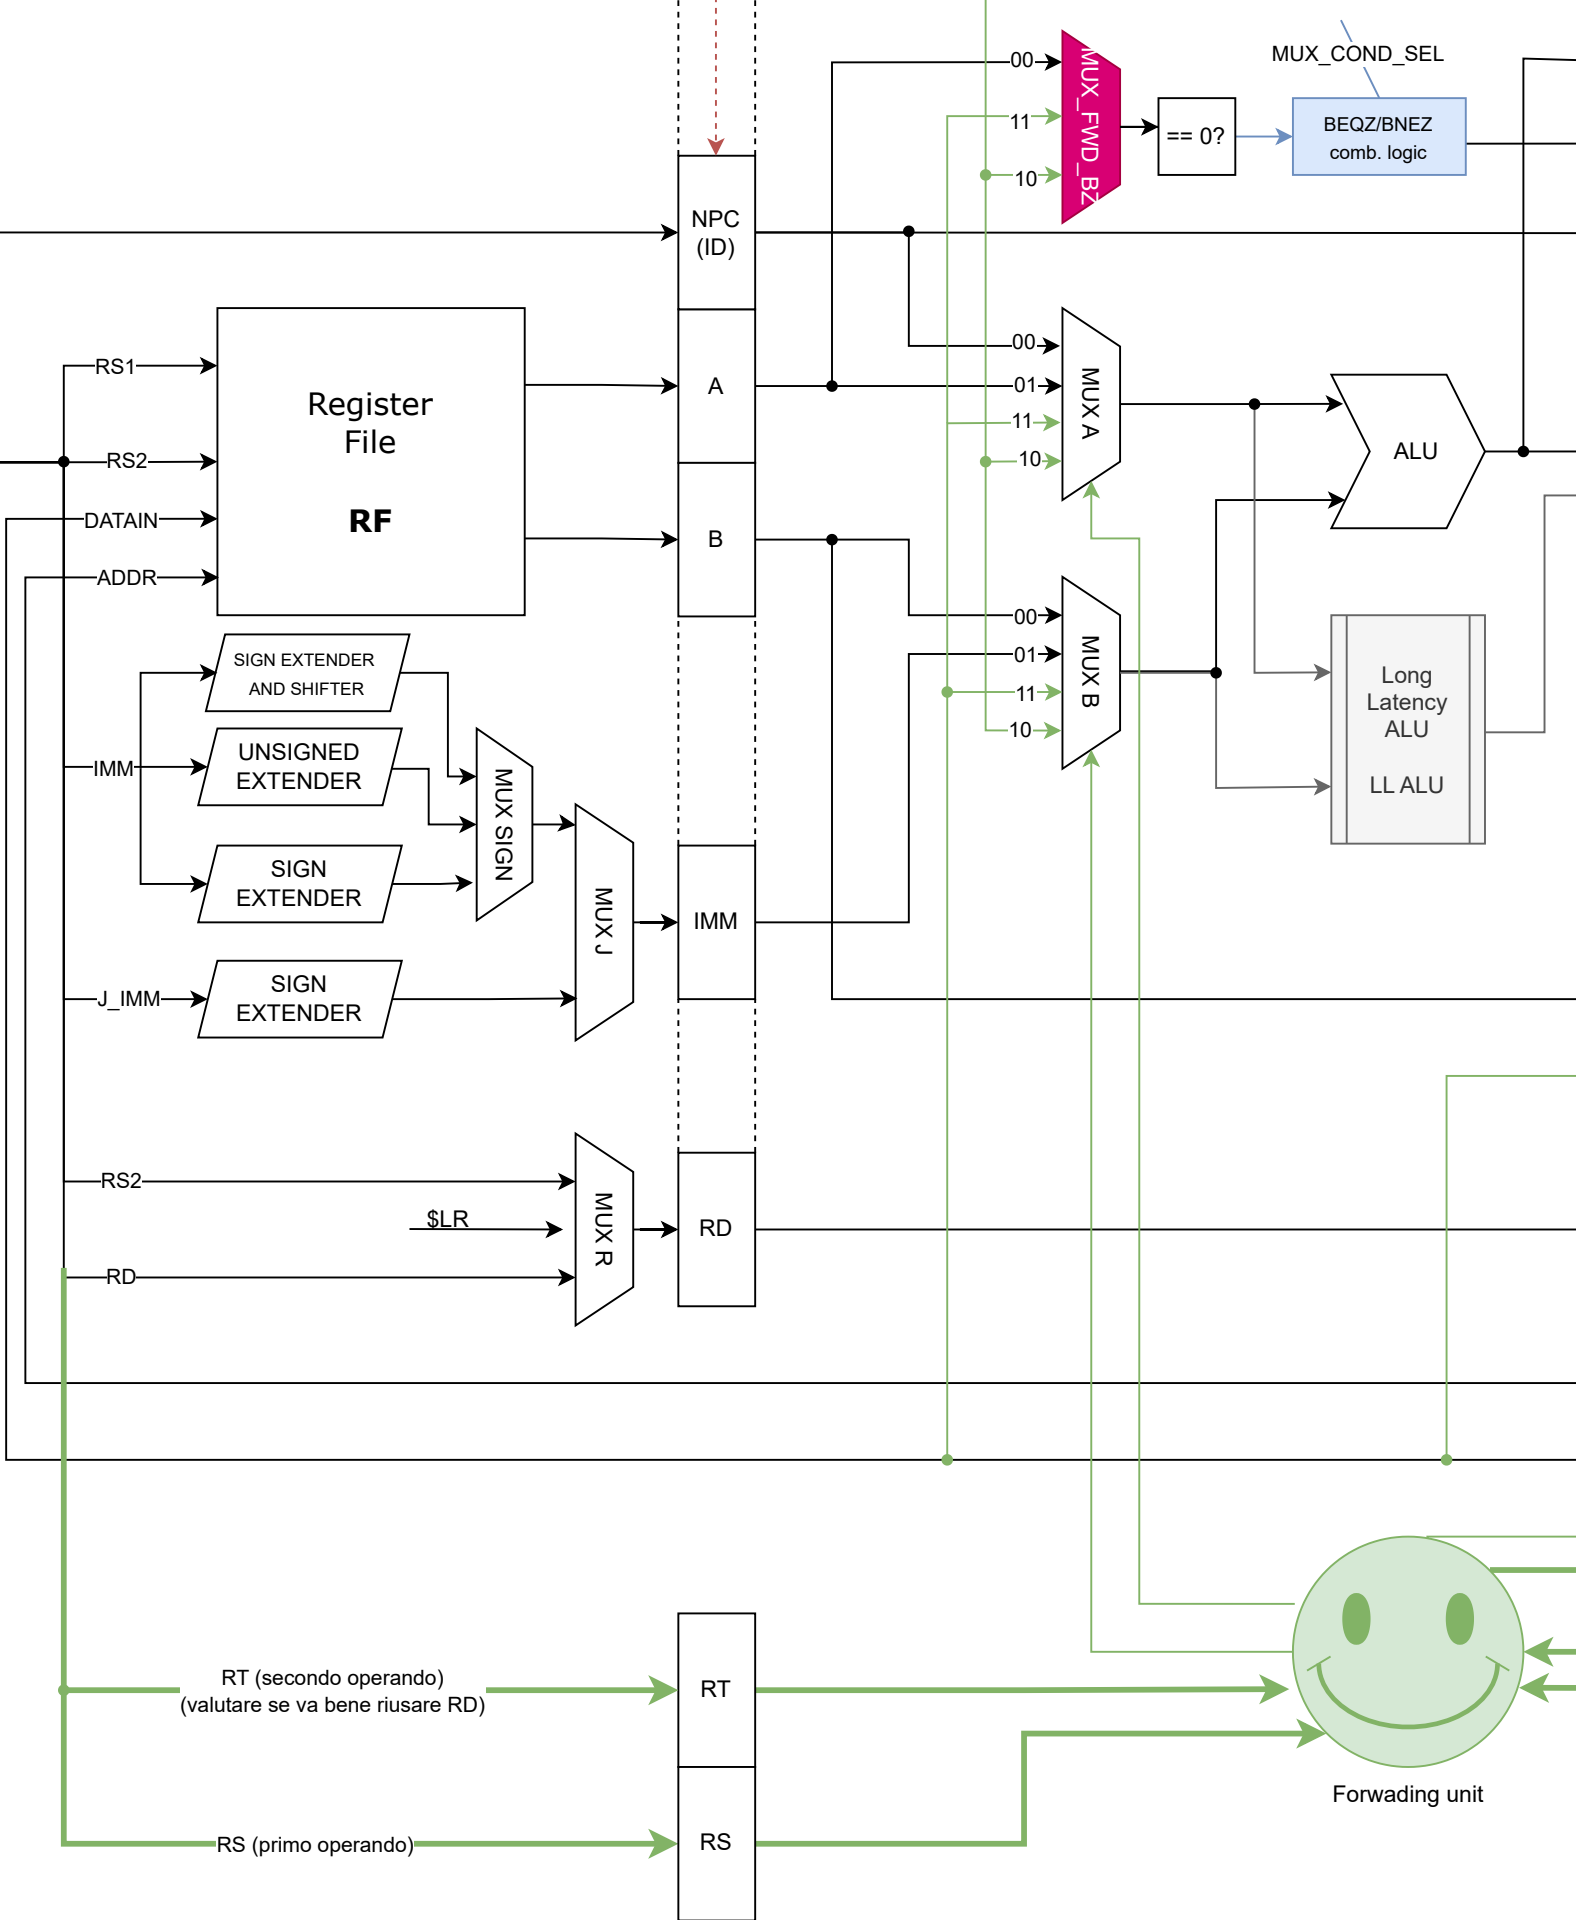 MUX_COND_SEL
00
11
10
MUX_FWD_BZ
== 0?
BEQZ/BNEZ
comb. logic
NPC
(ID)
RS1
RS2
DATAIN
ADDR
Register
File
RF
A
B
00
01
11
10
MUX A
ALU
00
01
11
10
MUX B
Long
Latency
ALU
LL ALU
SIGN EXTENDER
AND SHIFTER
IMM
UNSIGNED
EXTENDER
SIGN
EXTENDER
MUX SIGN
J_IMM
SIGN
EXTENDER
MUX J
IMM
RS2
$LR
RD
MUX R
RD
RT (secondo operando)
(valutare se va bene riusare RD)
RT
RS (primo operando)
RS
Forwading unit